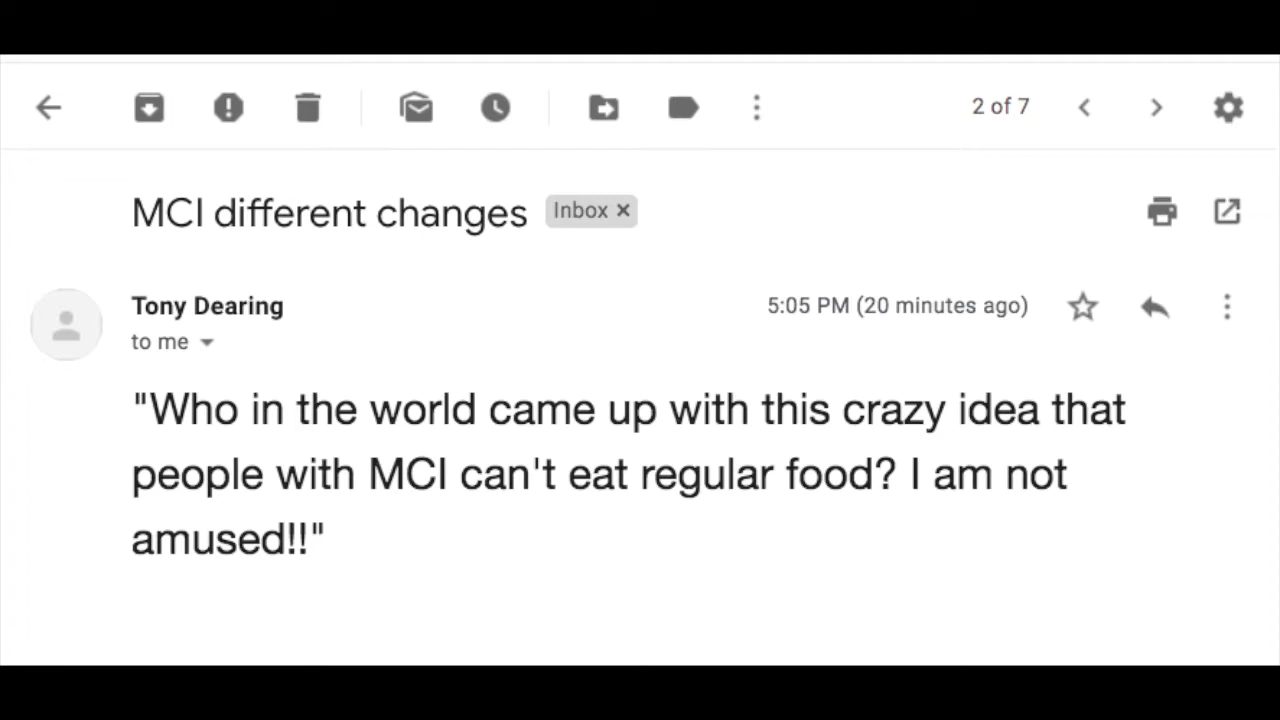 2 of 7
MCI different changes Inbox ×
Tony Dearing 5:05 PM (20 minutes ago)
to me
"Who in the world came up with this crazy idea that
people with MCI can't eat regular food? I am not
amused!!"